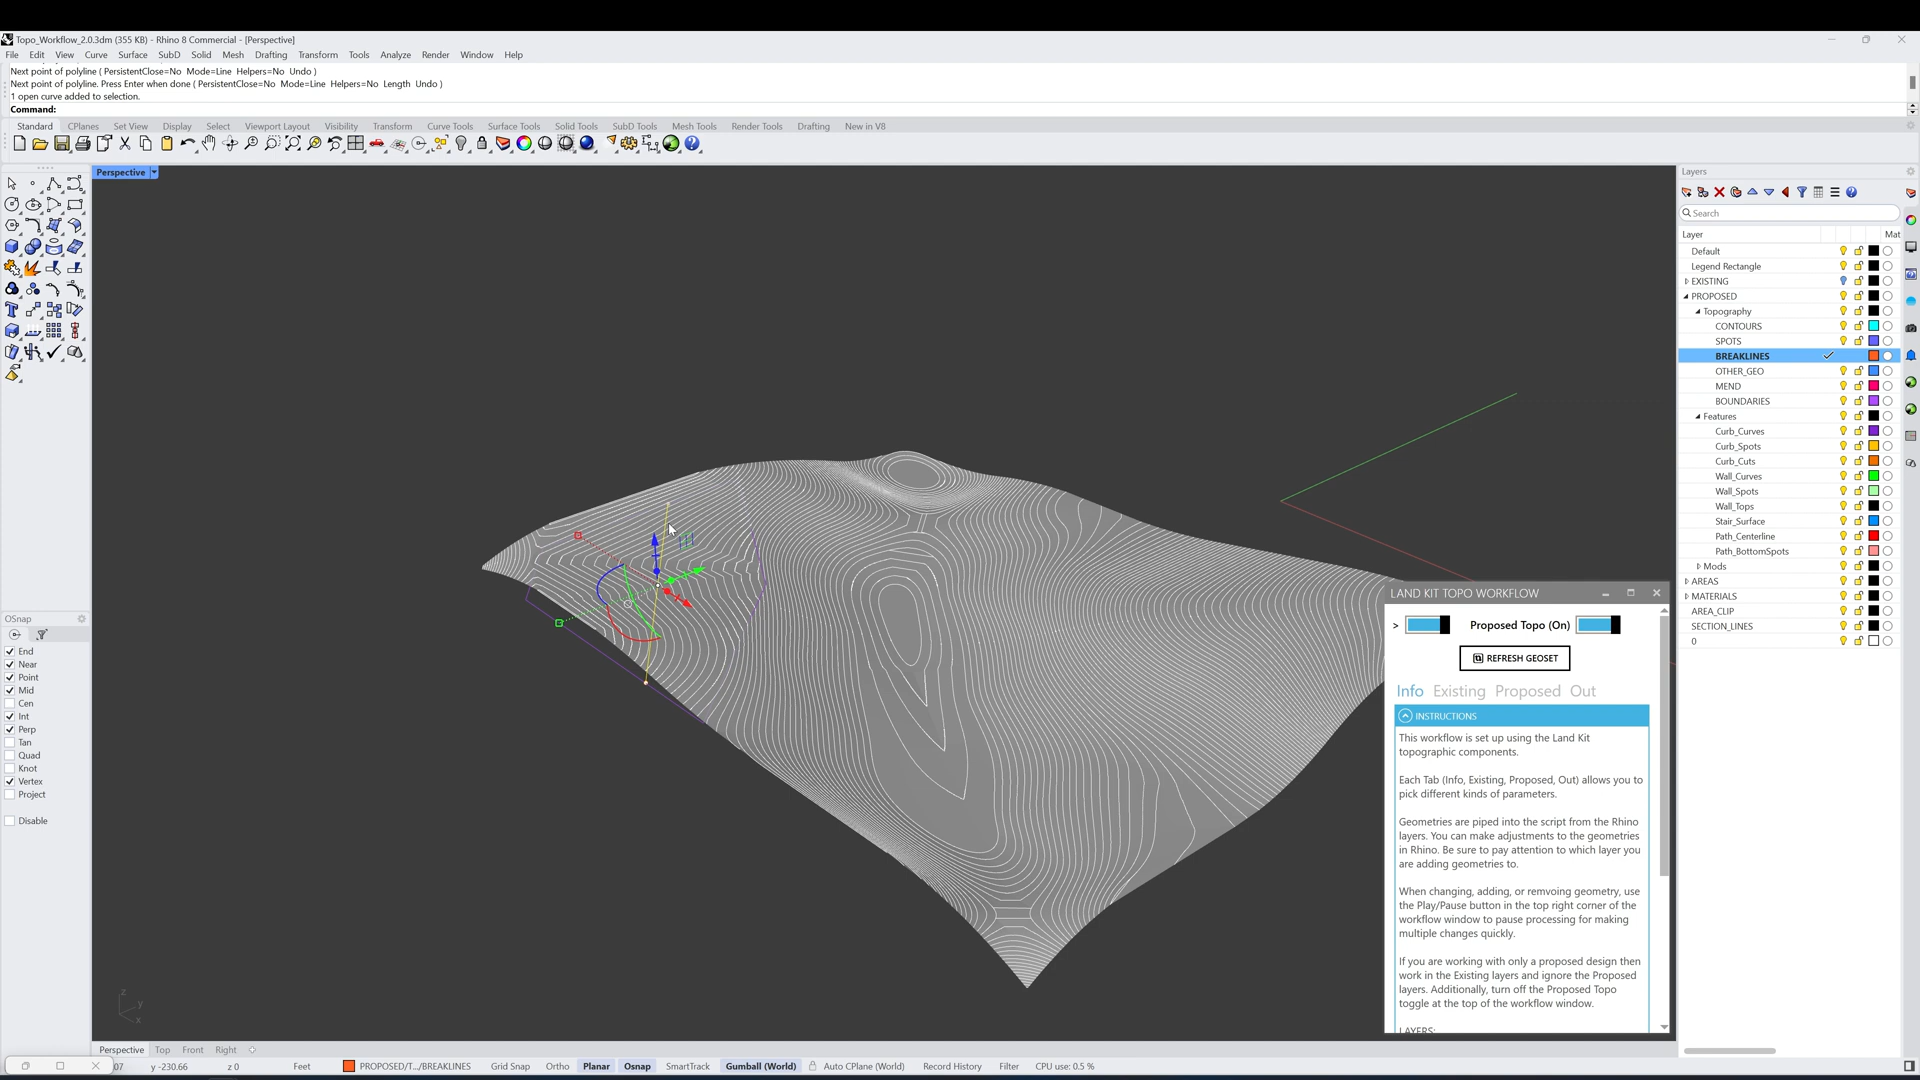 Topo_Workflow_2.0.3dm (355 KB) - Rhino 8 Commercial - [Perspective]
File Edit View Curve Surface SubD Solid Mesh Drafting Transform Tools Analyze Render Window Help
Next point of polyline ( PersistentClose=No Mode=Line Helpers=No Undo )
Next point of polyline. Press Enter when done ( PersistentClose=No Mode=Line Helpers=No Length Undo )
1 open curve added to selection.
Command:
Standard CPlanes Set View Display Select Viewport Layout Visibility Transform Curve Tools Surface Tools Solid Tools SubD Tools Mesh Tools Render Tools Drafting New in V8
Perspective
Layers
Search
Layer Mat
Default
Legend Rectangle
EXISTING
PROPOSED
Topography
CONTOURS
SPOTS
BREAKLINES
OTHER_GEO
MEND
BOUNDARIES
Features
Curb_Curves
Curb_Spots
Curb_Cuts
Wall_Curves
Wall_Spots
Wall_Tops
Stair_Surface
Path_Centerline
Path_BottomSpots
Mods
AREAS
MATERIALS
AREA_CLIP
SECTION_LINES
0
OSnap
End
Near
Point
Mid
Cen
Int
Perp
Tan
Quad
Knot
Vertex
Project
Disable
LAND KIT TOPO WORKFLOW
> Proposed Topo (On)
REFRESH GEOSET
Info Existing Proposed Out
INSTRUCTIONS
This workflow is set up using the Land Kit
topographic components.
Each Tab (Info, Existing, Proposed, Out) allows you to
pick different kinds of parameters.
Geometries are piped into the script from the Rhino
layers. You can make adjustments to the geometries
in Rhino. Be sure to pay attention to which layer you
are adding geometries to.
When changing, adding, or remvoing geometry, use
the Play/Pause button in the top right corner of the
workflow window to pause processing for making
multiple changes quickly.
If you are working with only a proposed design then
work in the Existing layers and ignore the Proposed
layers. Additionally, turn off the Proposed Topo
toggle at the top of the workflow window.
LAYERS:
z
y
x
Perspective Top Front Right
07 y -230.66 z 0 Feet PROPOSED/T.../BREAKLINES Grid Snap Ortho Planar Osnap SmartTrack Gumball (World) Auto CPlane (World) Record History Filter CPU use: 0.5 %